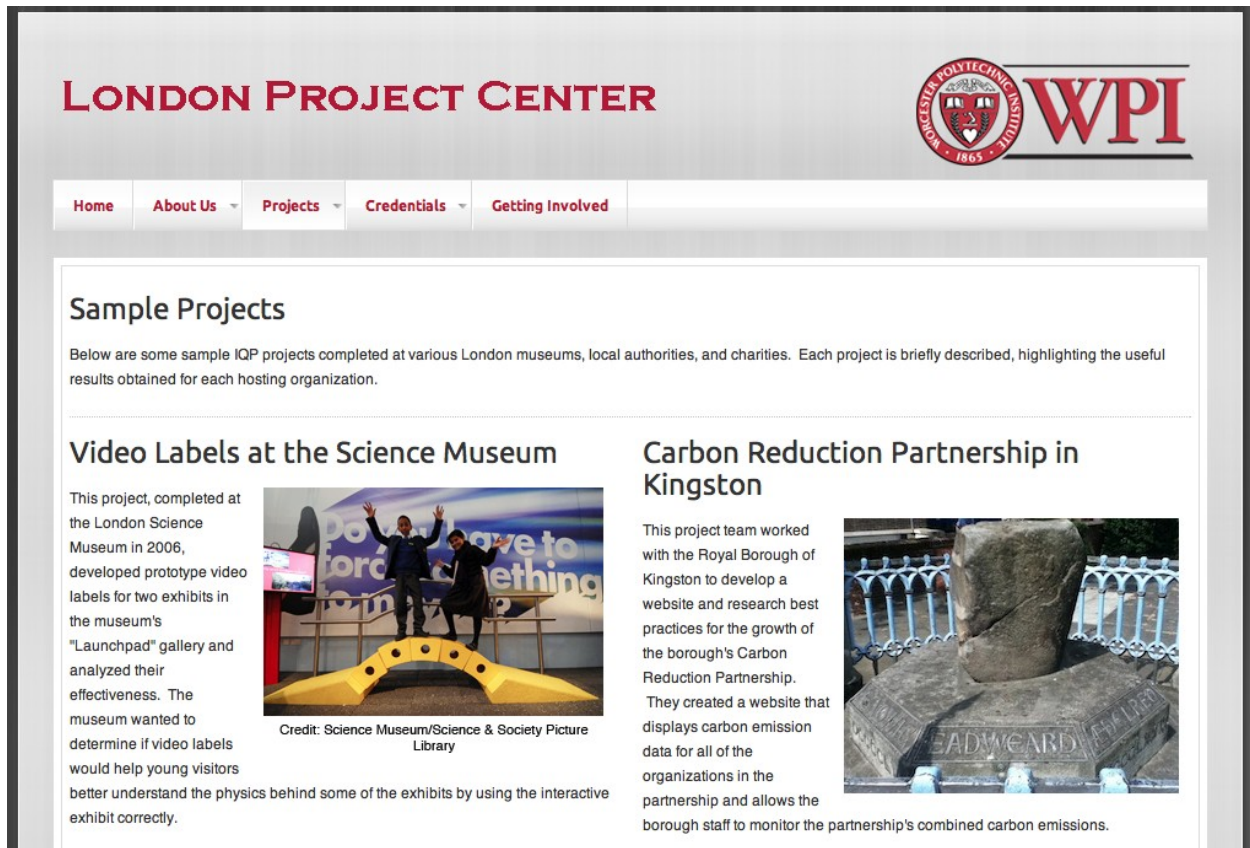 London Project Center
WORCESTER POLYTECHNIC INSTITUTE
1865
WPI
Home About Us Projects Credentials Getting Involved
Sample Projects
Below are some sample IQP projects completed at various London museums, local authorities, and charities. Each project is briefly described, highlighting the useful
results obtained for each hosting organization.
Video Labels at the Science Museum
This project, completed at
the London Science
Museum in 2006,
developed prototype video
labels for two exhibits in
the museum's
"Launchpad" gallery and
analyzed their
effectiveness. The
museum wanted to
determine if video labels
would help young visitors
better understand the physics behind some of the exhibits by using the interactive
exhibit correctly.
Do you have to
something
Credit: Science Museum/Science & Society Picture
Library
Carbon Reduction Partnership in
Kingston
This project team worked
with the Royal Borough of
Kingston to develop a
website and research best
practices for the growth of
the borough's Carbon
Reduction Partnership.
They created a website that
displays carbon emission
data for all of the
organizations in the
partnership and allows the
borough staff to monitor the partnership's combined carbon emissions.
EADWEARD